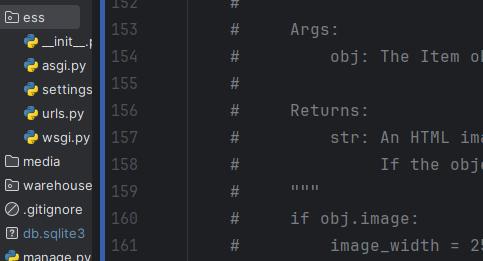 ess
__init__.p
asgi.py
settings
urls.py
wsgi.py
media
warehouse
.gitignore
db.sqlite3
manage.py
152 #
153 # Args:
154 # obj: The Item ob
155 #
156 # Returns:
157 # str: An HTML ima
158 # If the obje
159 # """
160 # if obj.image:
161 # image_width = 25